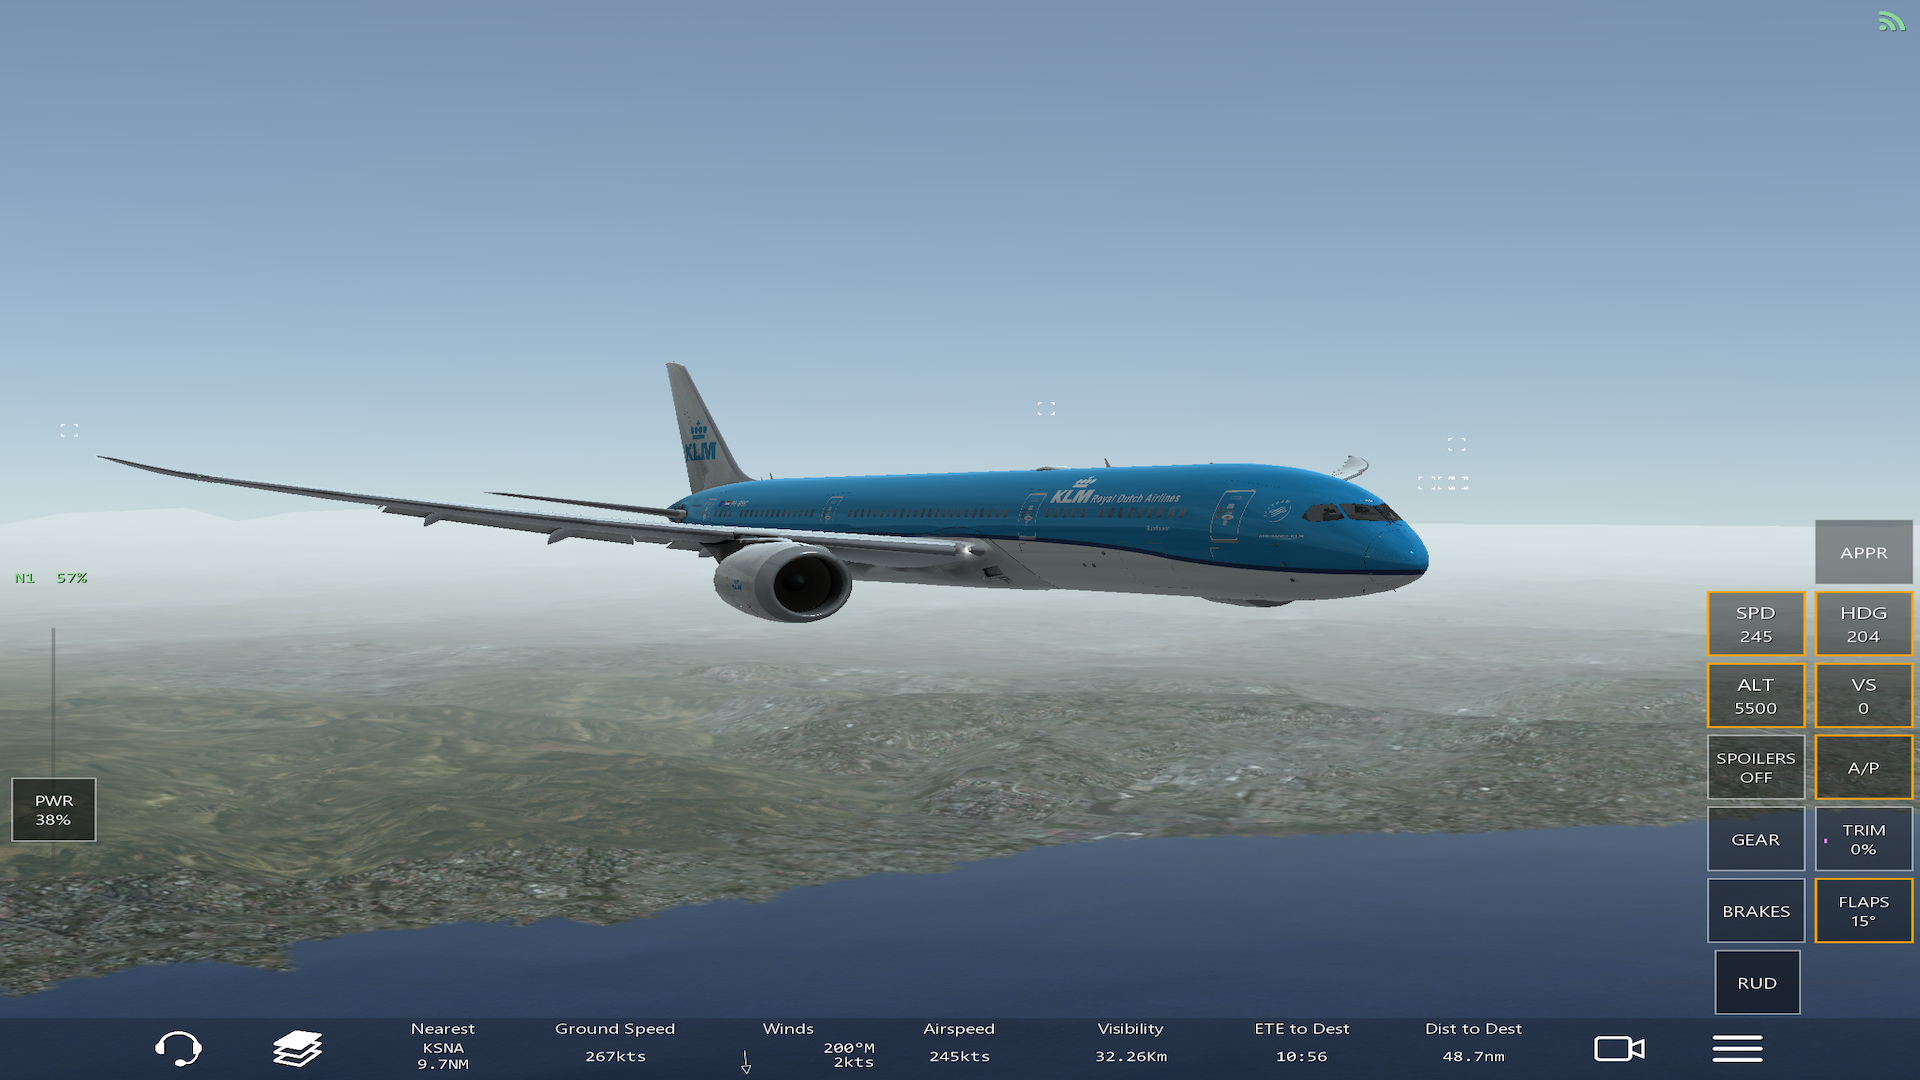 KLM
KLM
Royal Dutch Airlines
N1 57%
PWR
38%
APPR
SPD
245
HDG
204
ALT
5500
VS
0
SPOILERS
OFF
A/P
GEAR
TRIM
0%
BRAKES
FLAPS
15°
RUD
Nearest
KSNA
9.7NM
Ground Speed
267kts
Winds
200°M
2kts
Airspeed
245kts
Visibility
32.26Km
ETE to Dest
10:56
Dist to Dest
48.7nm